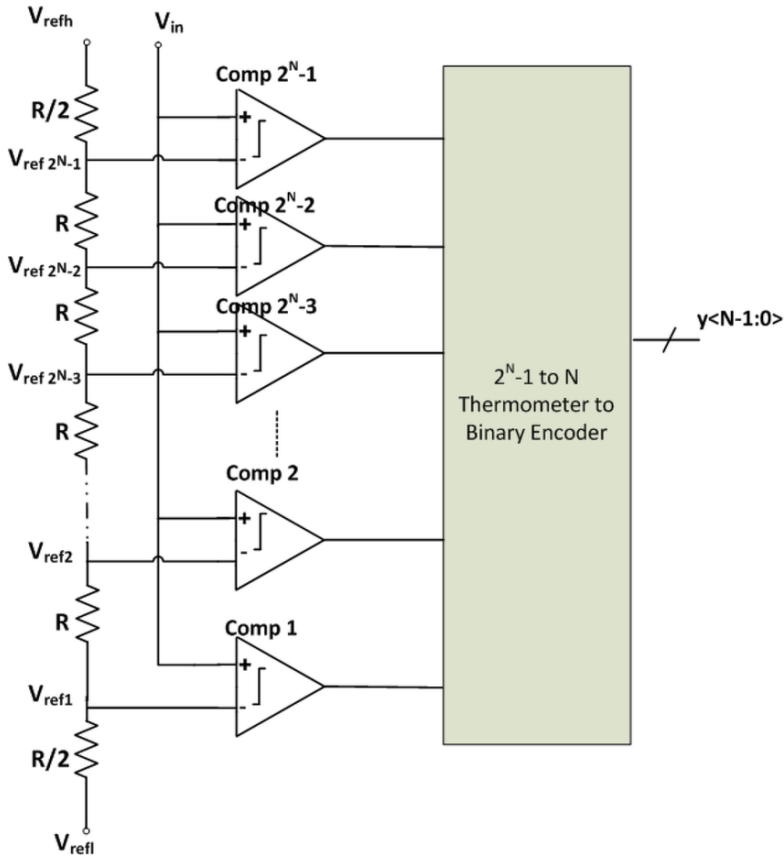 V_refh
V_in
Comp 2^N-1
R/2
+
V_ref 2^N-1
-
Comp 2^N-2
R
+
V_ref 2^N-2
-
Comp 2^N-3
R
+
y<N-1:0>
V_ref 2^N-3
-
2^N-1 to N
Thermometer to
Binary Encoder
R
Comp 2
+
V_ref2
-
R
Comp 1
+
V_ref1
-
R/2
V_refl